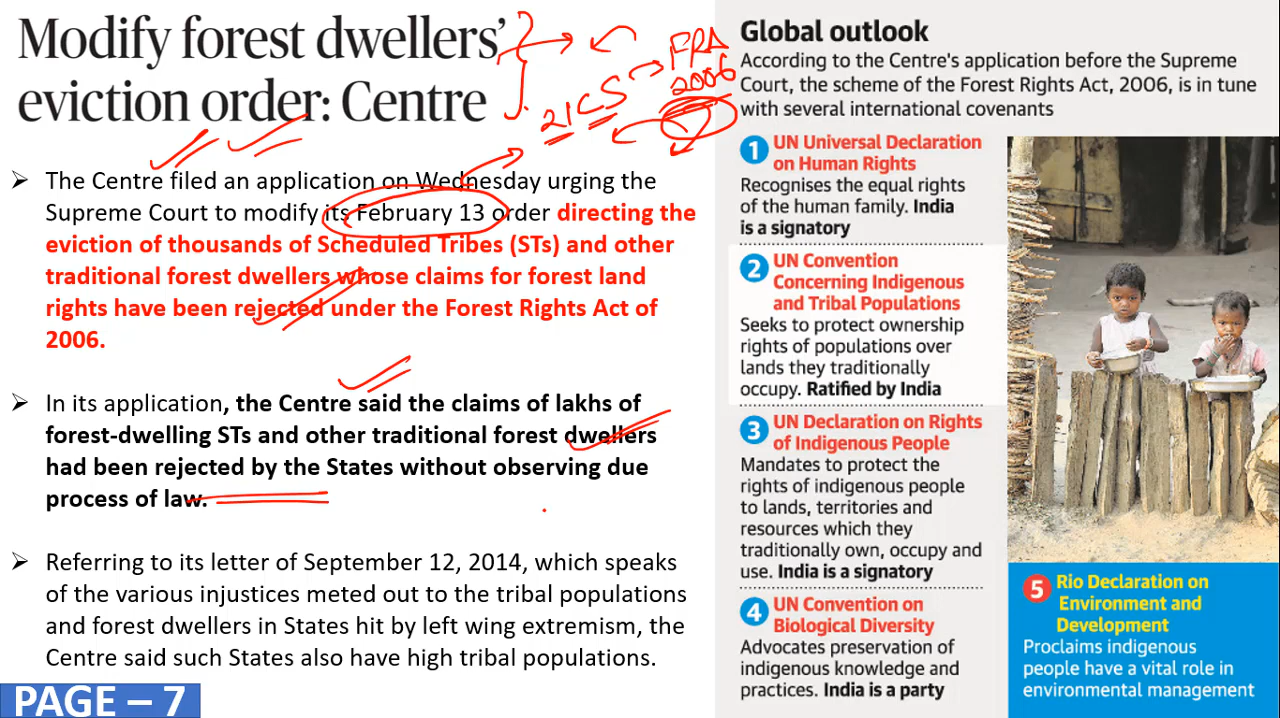 Modify forest dwellers'
eviction order: Centre
FRA
2006
21 CS
➢ The Centre filed an application on Wednesday urging the
Supreme Court to modify its February 13 order directing the
eviction of thousands of Scheduled Tribes (STs) and other
traditional forest dwellers whose claims for forest land
rights have been rejected under the Forest Rights Act of
2006.
➢ In its application, the Centre said the claims of lakhs of
forest-dwelling STs and other traditional forest dwellers
had been rejected by the States without observing due
process of law.
➢ Referring to its letter of September 12, 2014, which speaks
of the various injustices meted out to the tribal populations
and forest dwellers in States hit by left wing extremism, the
Centre said such States also have high tribal populations.
PAGE – 7
Global outlook
According to the Centre's application before the Supreme
Court, the scheme of the Forest Rights Act, 2006, is in tune
with several international covenants
1 UN Universal Declaration
on Human Rights
Recognises the equal rights
of the human family. India
is a signatory
2 UN Convention
Concerning Indigenous
and Tribal Populations
Seeks to protect ownership
rights of populations over
lands they traditionally
occupy. Ratified by India
3 UN Declaration on Rights
of Indigenous People
Mandates to protect the
rights of indigenous people
to lands, territories and
resources which they
traditionally own, occupy and
use. India is a signatory
4 UN Convention on
Biological Diversity
Advocates preservation of
indigenous knowledge and
practices. India is a party
5 Rio Declaration on
Environment and
Development
Proclaims indigenous
people have a vital role in
environmental management